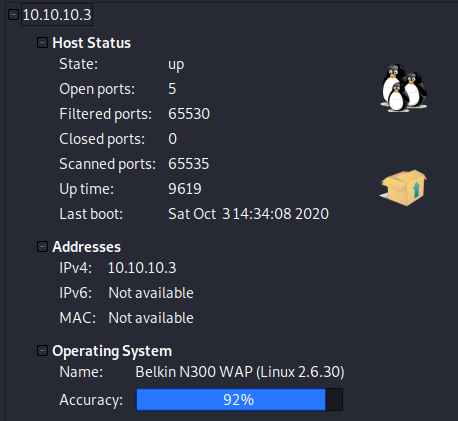 10.10.10.3
Host Status
State: up
Open ports: 5
Filtered ports: 65530
Closed ports: 0
Scanned ports: 65535
Up time: 9619
Last boot: Sat Oct 3 14:34:08 2020
Addresses
IPv4: 10.10.10.3
IPv6: Not available
MAC: Not available
Operating System
Name: Belkin N300 WAP (Linux 2.6.30)
Accuracy: 92%